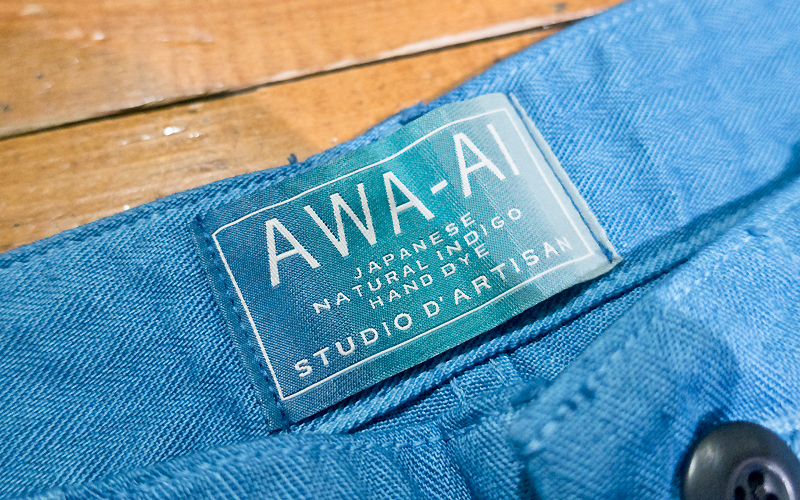 AWA-AI
JAPANESE
NATURAL INDIGO
HAND DYE
STUDIO D'ARTISAN